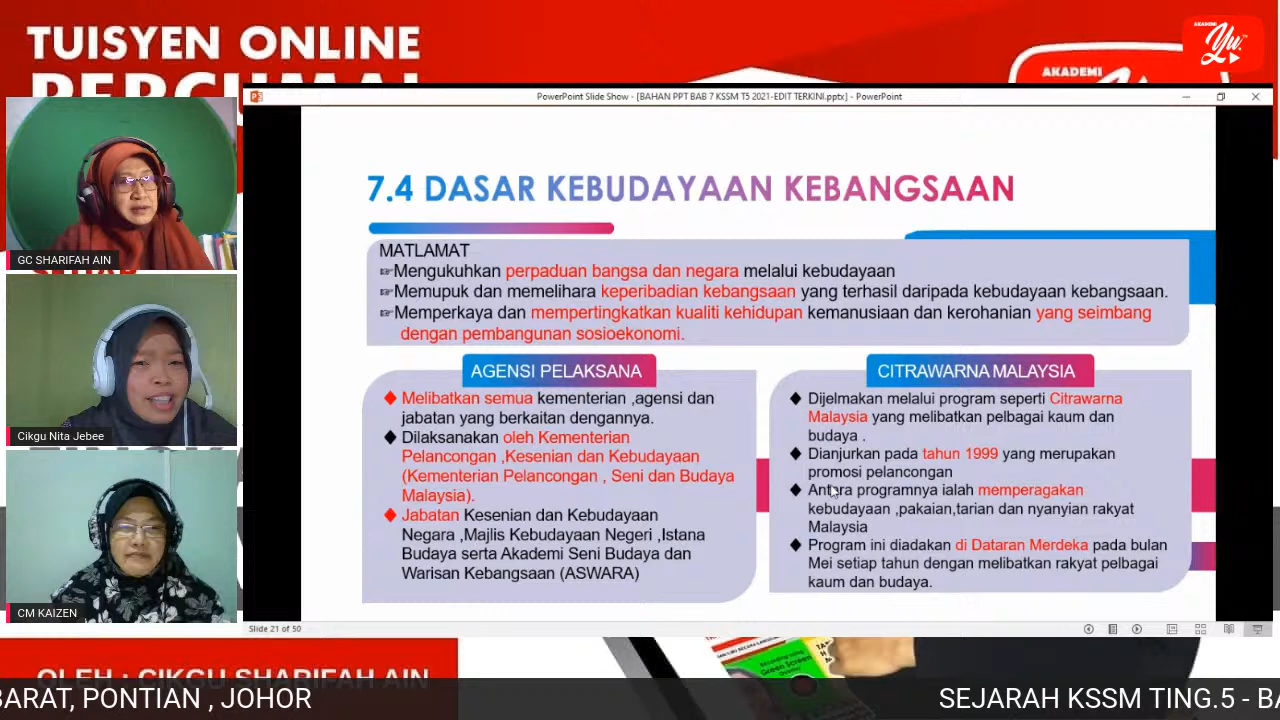 TUISYEN ONLINE
AKADEMI
Yu.
AKADEMI
PowerPoint Slide Show - [BAHAN PPT BAB 7 KSSM T5 2021-EDIT TERKINI.pptx] - PowerPoint
7.4 DASAR KEBUDAYAAN KEBANGSAAN
MATLAMAT
☞Mengukuhkan perpaduan bangsa dan negara melalui kebudayaan
☞Memupuk dan memelihara keperibadian kebangsaan yang terhasil daripada kebudayaan kebangsaan.
☞Memperkaya dan mempertingkatkan kualiti kehidupan kemanusiaan dan kerohanian yang seimbang
dengan pembangunan sosioekonomi.
AGENSI PELAKSANA
◆ Melibatkan semua kementerian ,agensi dan
jabatan yang berkaitan dengannya.
◆ Dilaksanakan oleh Kementerian
Pelancongan ,Kesenian dan Kebudayaan
(Kementerian Pelancongan , Seni dan Budaya
Malaysia).
◆ Jabatan Kesenian dan Kebudayaan
Negara ,Majlis Kebudayaan Negeri ,Istana
Budaya serta Akademi Seni Budaya dan
Warisan Kebangsaan (ASWARA)
CITRAWARNA MALAYSIA
◆ Dijelmakan melalui program seperti Citrawarna
Malaysia yang melibatkan pelbagai kaum dan
budaya .
◆ Dianjurkan pada tahun 1999 yang merupakan
promosi pelancongan
◆ Antara programnya ialah memperagakan
kebudayaan ,pakaian,tarian dan nyanyian rakyat
Malaysia
◆ Program ini diadakan di Dataran Merdeka pada bulan
Mei setiap tahun dengan melibatkan rakyat pelbagai
kaum dan budaya.
GC SHARIFAH AIN
Cikgu Nita Jebee
CM KAIZEN
Slide 21 of 50
OLEH : CIKGU SHARIFAH AIN
Green Screen
BARAT, PONTIAN , JOHOR
SEJARAH KSSM TING.5 - BA